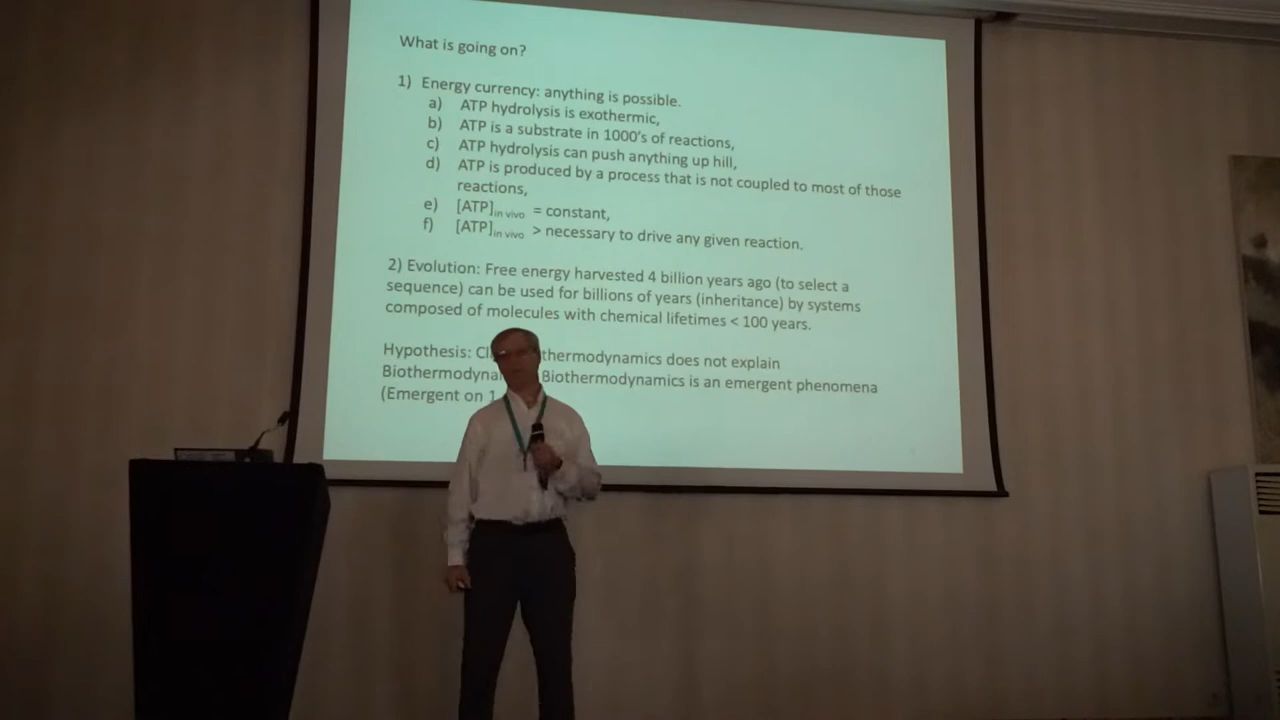 What is going on?
1) Energy currency: anything is possible.
a) ATP hydrolysis is exothermic,
b) ATP is a substrate in 1000's of reactions,
c) ATP hydrolysis can push anything up hill,
d) ATP is produced by a process that is not coupled to most of those
reactions,
e) [ATP]in vivo = constant,
f) [ATP]in vivo > necessary to drive any given reaction.
2) Evolution: Free energy harvested 4 billion years ago (to select a
sequence) can be used for billions of years (inheritance) by systems
composed of molecules with chemical lifetimes < 100 years.
Hypothesis: thermodynamics does not explain
Biothermodynamics is an emergent phenomena
(Emergent on 1